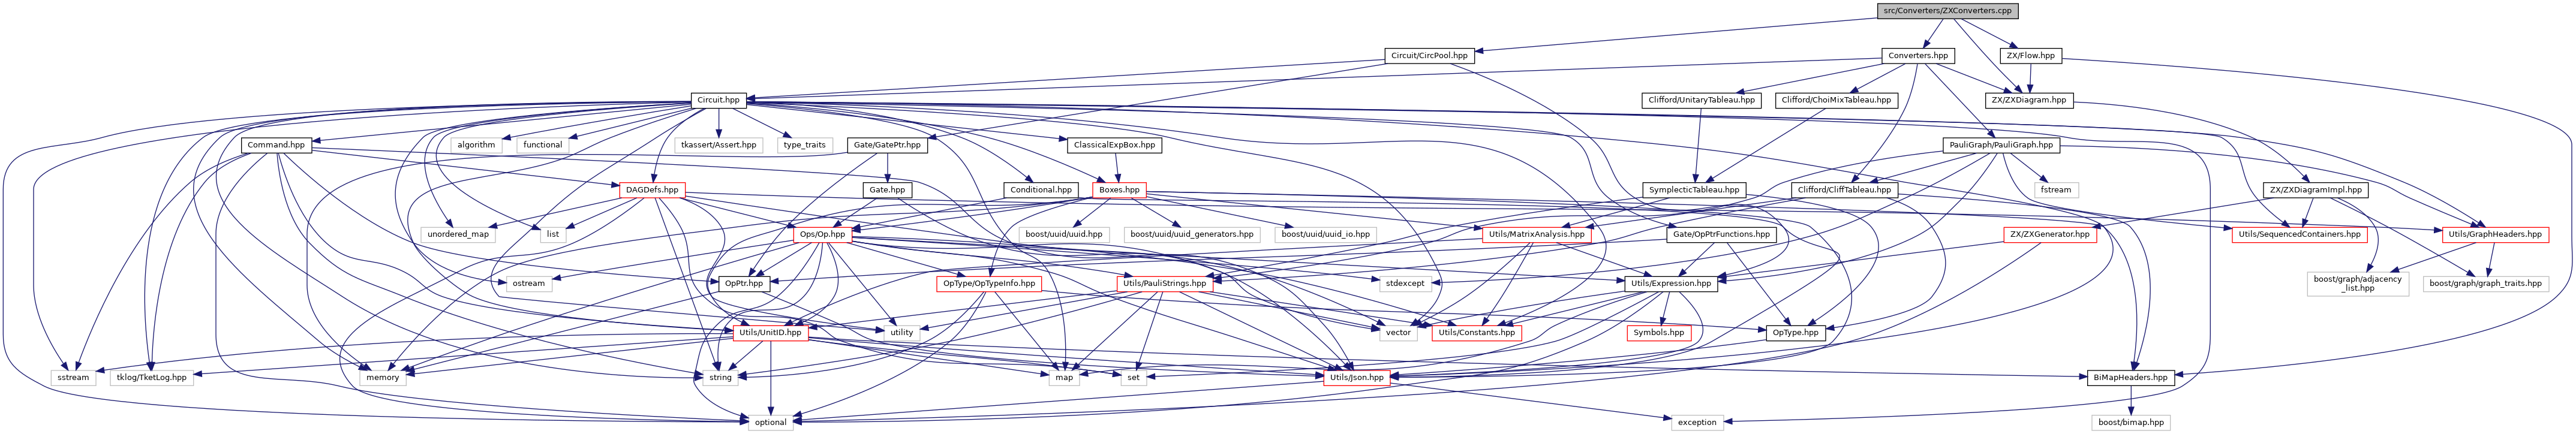 src/Converters/ZXConverters.cpp
Circuit/CircPool.hpp
Converters.hpp
ZX/Flow.hpp
Circuit.hpp
Clifford/UnitaryTableau.hpp
Clifford/ChoiMixTableau.hpp
ZX/ZXDiagram.hpp
Command.hpp
algorithm
functional
tkassert/Assert.hpp
type_traits
Gate/GatePtr.hpp
ClassicalExpBox.hpp
PauliGraph/PauliGraph.hpp
DAGDefs.hpp
Gate.hpp
Conditional.hpp
Boxes.hpp
SymplecticTableau.hpp
Clifford/CliffTableau.hpp
fstream
ZX/ZXDiagramImpl.hpp
unordered_map
list
Ops/Op.hpp
boost/uuid/uuid.hpp
boost/uuid/uuid_generators.hpp
boost/uuid/uuid_io.hpp
Utils/MatrixAnalysis.hpp
Gate/OpPtrFunctions.hpp
ZX/ZXGenerator.hpp
Utils/SequencedContainers.hpp
Utils/GraphHeaders.hpp
ostream
OpPtr.hpp
OpType/OpTypeInfo.hpp
Utils/PauliStrings.hpp
stdexcept
Utils/Expression.hpp
boost/graph/adjacency
_list.hpp
boost/graph/graph_traits.hpp
Utils/UnitID.hpp
utility
vector
Utils/Constants.hpp
Symbols.hpp
OpType.hpp
sstream
tklog/TketLog.hpp
memory
string
map
set
Utils/Json.hpp
BiMapHeaders.hpp
optional
exception
boost/bimap.hpp